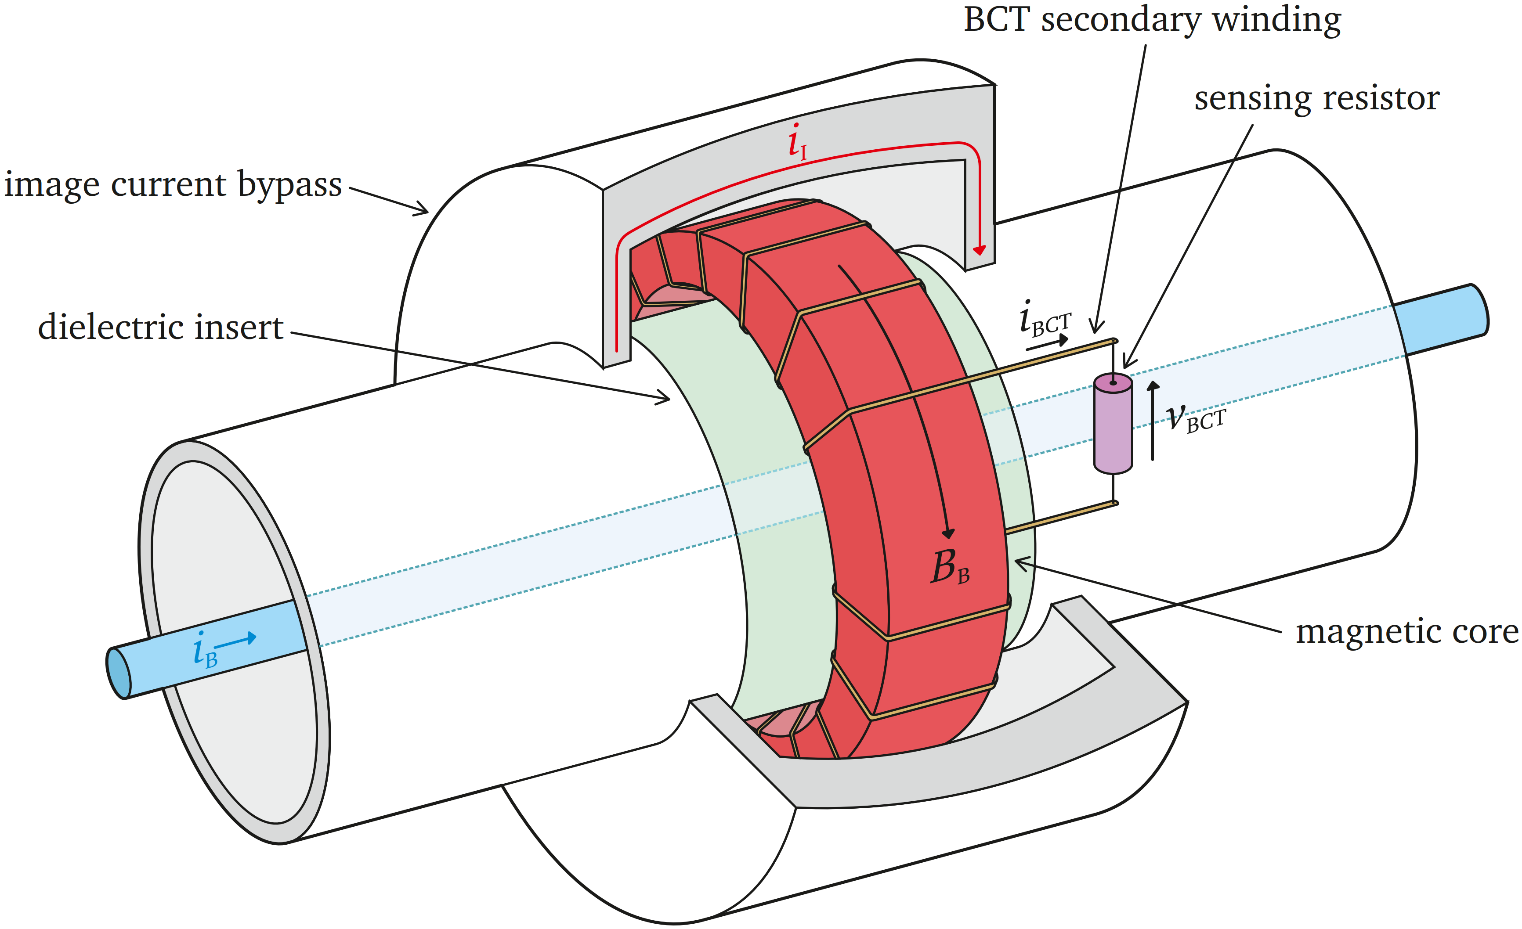 BCT secondary winding
sensing resistor
i_I
image current bypass
dielectric insert
i_BCT
v_BCT
B_B
i_B
magnetic core